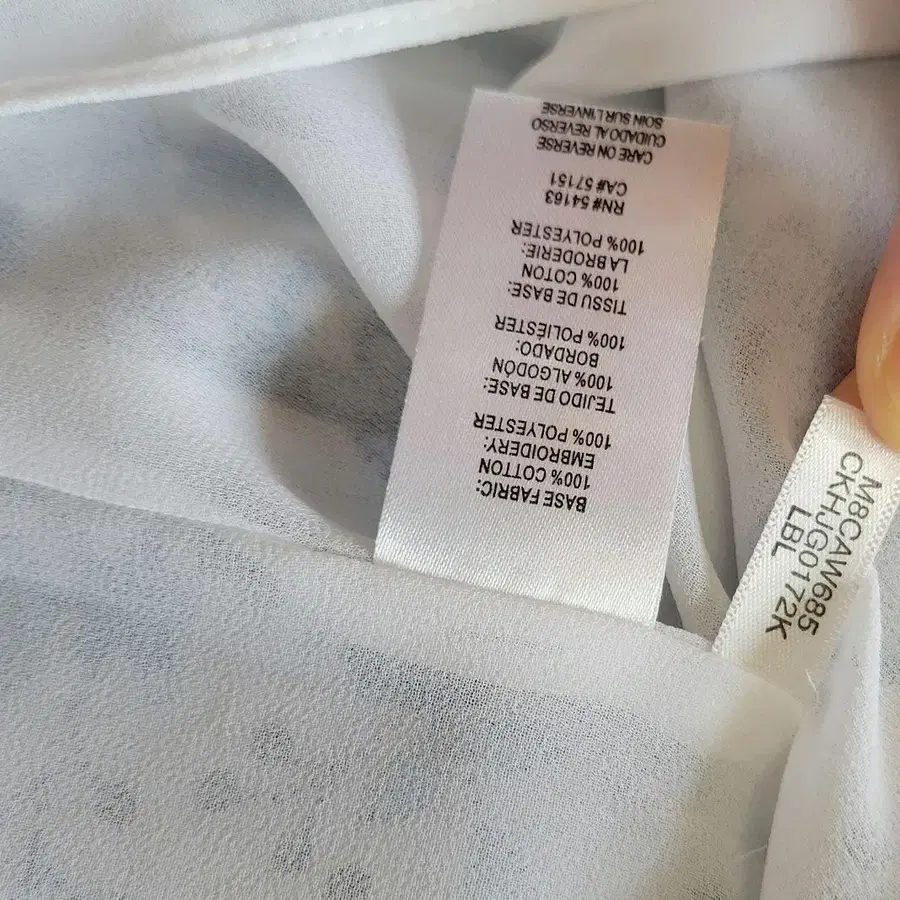 BASE FABRIC:
100% COTTON
EMBROIDERY:
100% POLYESTER
TEJIDO DE BASE:
100% ALGODÓN
BORDADO:
100% POLIÉSTER
TISSU DE BASE:
100% COTON
LA BRODERIE:
100% POLYESTER
RN# 54163
CA# 57151
CARE ON REVERSE
CUIDADO AL REVERSO
SOIN SUR L'INVERSE
M8CAW685
CKHJG0172K
LBL